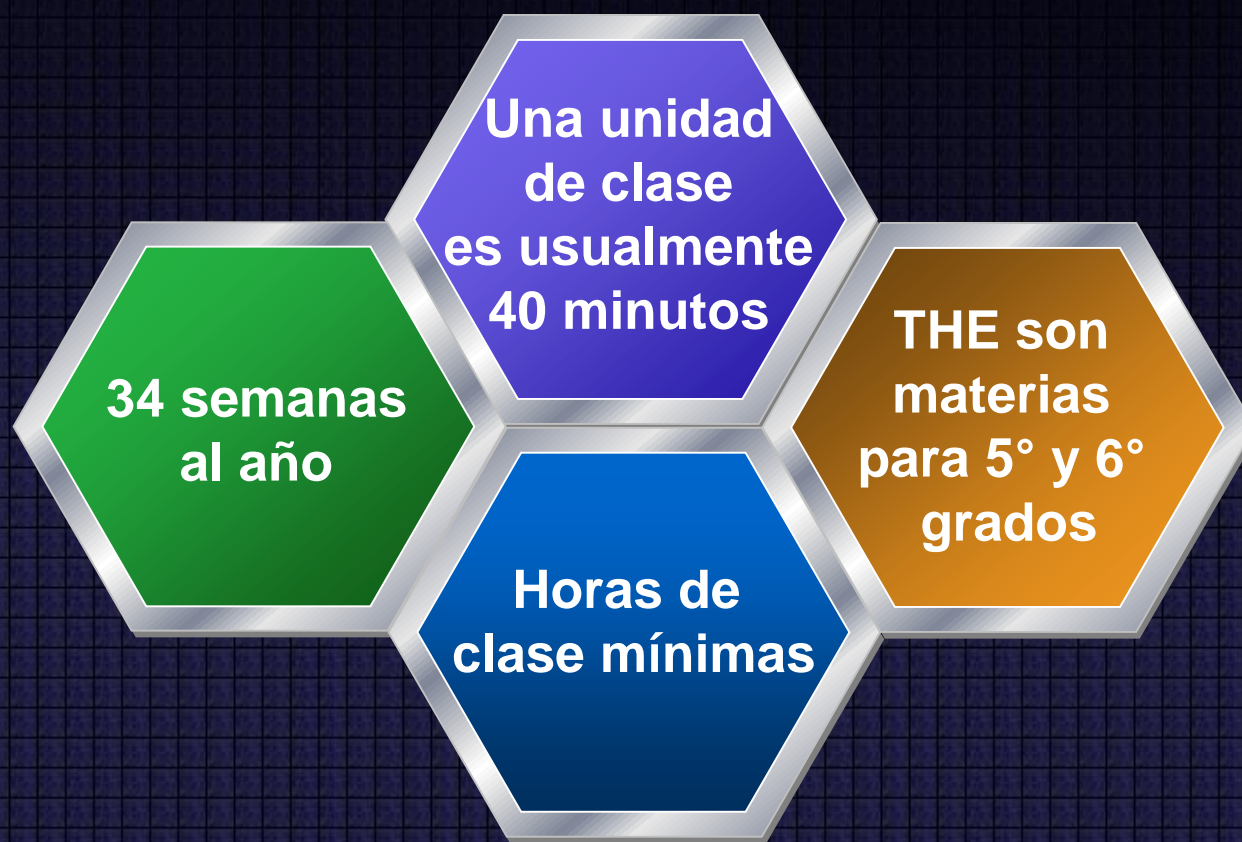 Una unidad
de clase
es usualmente
40 minutos
34 semanas
al año
THE son
materias
para 5° y 6°
grados
Horas de
clase mínimas